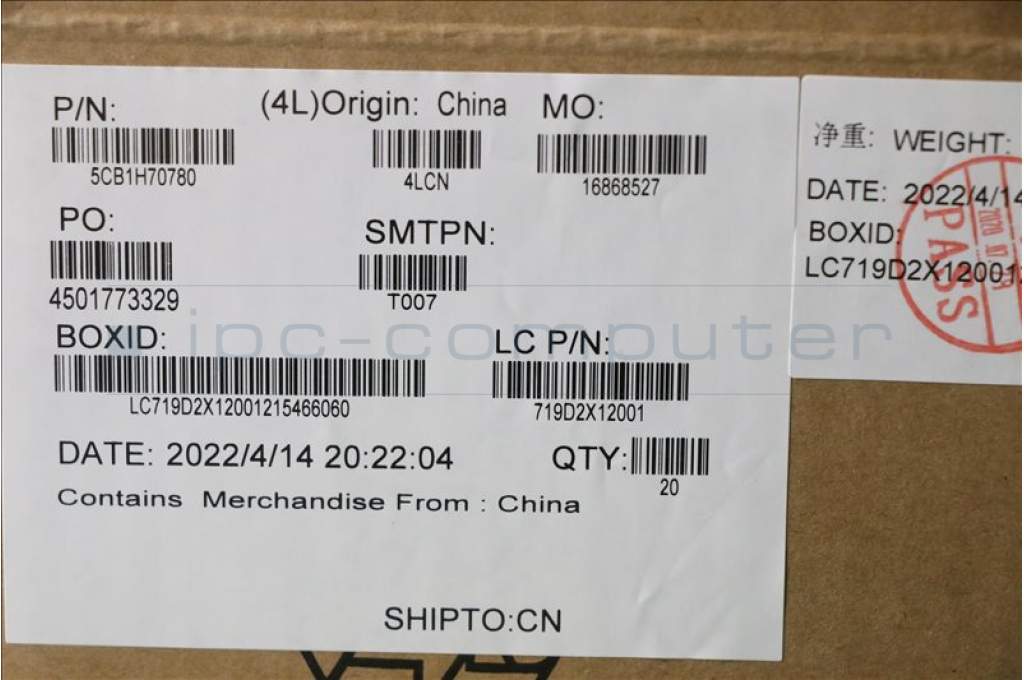 P/N: (4L)Origin: China MO:
5CB1H70780 4LCN 16868527
PO: SMTPN:
4501773329 T007
BOXID: LC P/N:
LC719D2X12001215466060 719D2X12001
DATE: 2022/4/14 20:22:04 QTY: 20
Contains Merchandise From : China
SHIPTO:CN
净重: WEIGHT:
DATE: 2022/4/14
BOXID:
LC719D2X12001
PASS
ipc-computer